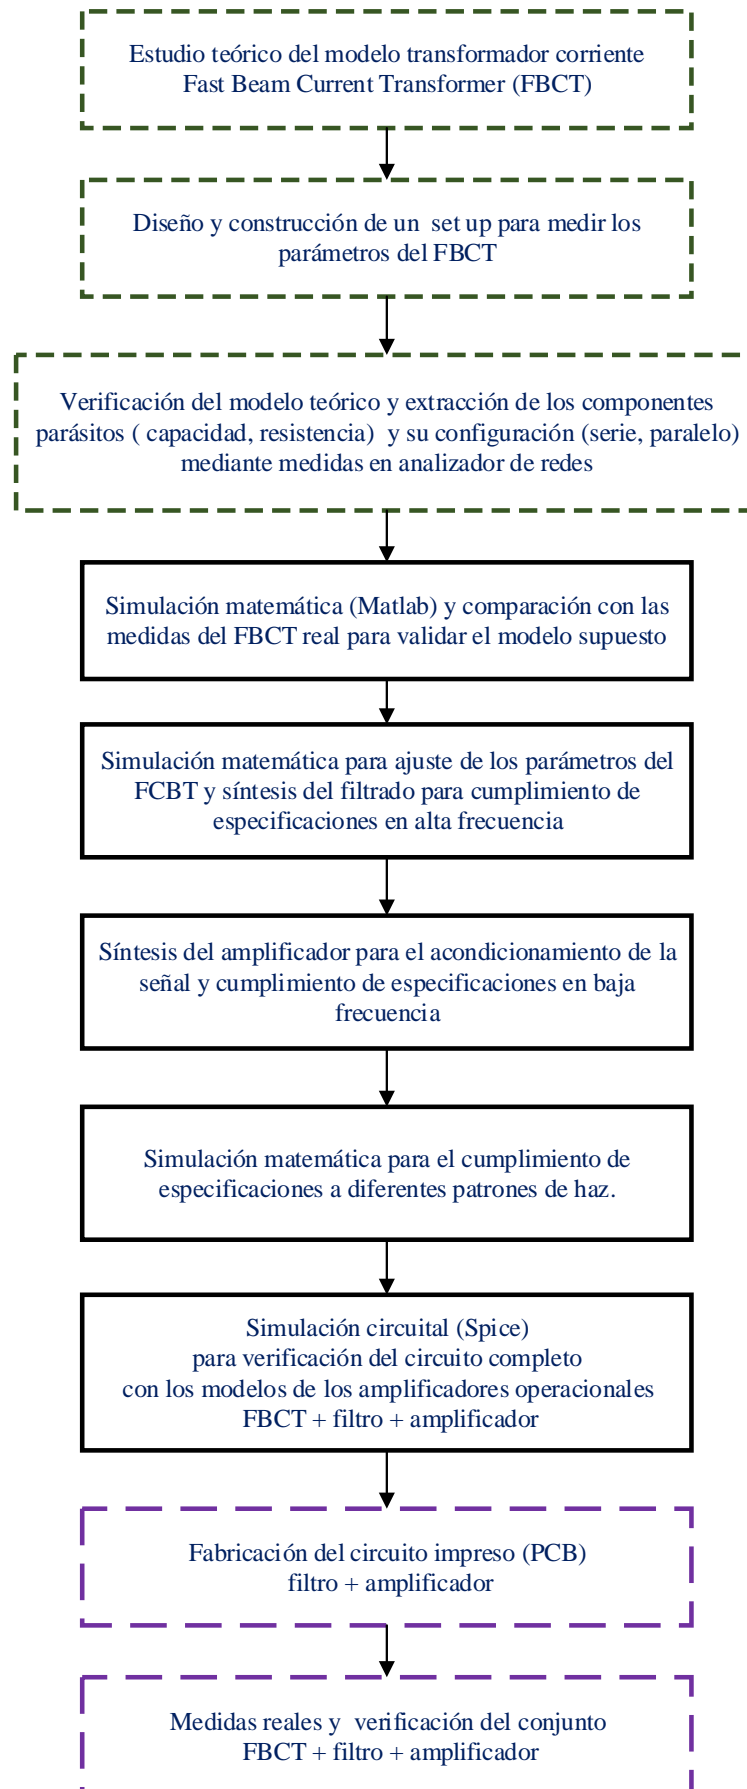 Estudio teórico del modelo transformador corriente
Fast Beam Current Transformer (FBCT)
Diseño y construcción de un set up para medir los
parámetros del FBCT
Verificación del modelo teórico y extracción de los componentes
parásitos ( capacidad, resistencia) y su configuración (serie, paralelo)
mediante medidas en analizador de redes
Simulación matemática (Matlab) y comparación con las
medidas del FBCT real para validar el modelo supuesto
Simulación matemática para ajuste de los parámetros del
FCBT y síntesis del filtrado para cumplimiento de
especificaciones en alta frecuencia
Síntesis del amplificador para el acondicionamiento de la
señal y cumplimiento de especificaciones en baja
frecuencia
Simulación matemática para el cumplimiento de
especificaciones a diferentes patrones de haz.
Simulación circuital (Spice)
para verificación del circuito completo
con los modelos de los amplificadores operacionales
FBCT + filtro + amplificador
Fabricación del circuito impreso (PCB)
filtro + amplificador
Medidas reales y verificación del conjunto
FBCT + filtro + amplificador